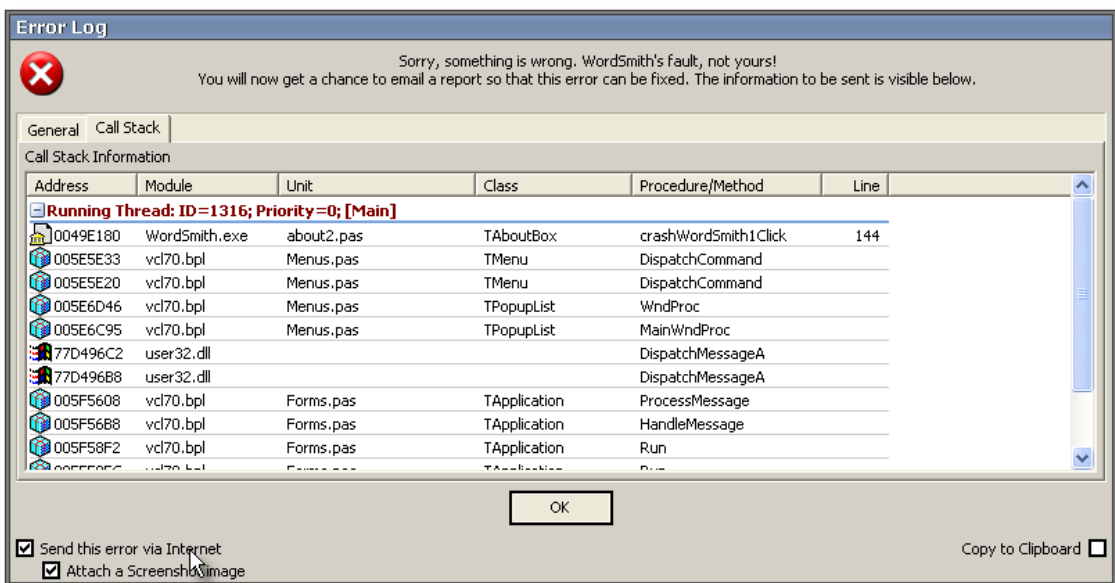 Error Log
Sorry, something is wrong. WordSmith's fault, not yours!
You will now get a chance to email a report so that this error can be fixed. The information to be sent is visible below.
General Call Stack
Call Stack Information
Address Module Unit Class Procedure/Method Line
Running Thread: ID=1316; Priority=0; [Main]
0049E180 WordSmith.exe about2.pas TAboutBox crashWordSmith1Click 144
005E5E33 vcl70.bpl Menus.pas TMenu DispatchCommand
005E5E20 vcl70.bpl Menus.pas TMenu DispatchCommand
005E6D46 vcl70.bpl Menus.pas TPopupList WndProc
005E6C95 vcl70.bpl Menus.pas TPopupList MainWndProc
77D496C2 user32.dll DispatchMessageA
77D496B8 user32.dll DispatchMessageA
005F5608 vcl70.bpl Forms.pas TApplication ProcessMessage
005F56B8 vcl70.bpl Forms.pas TApplication HandleMessage
005F58F2 vcl70.bpl Forms.pas TApplication Run
OK
Send this error via Internet Copy to Clipboard
Attach a Screenshot image